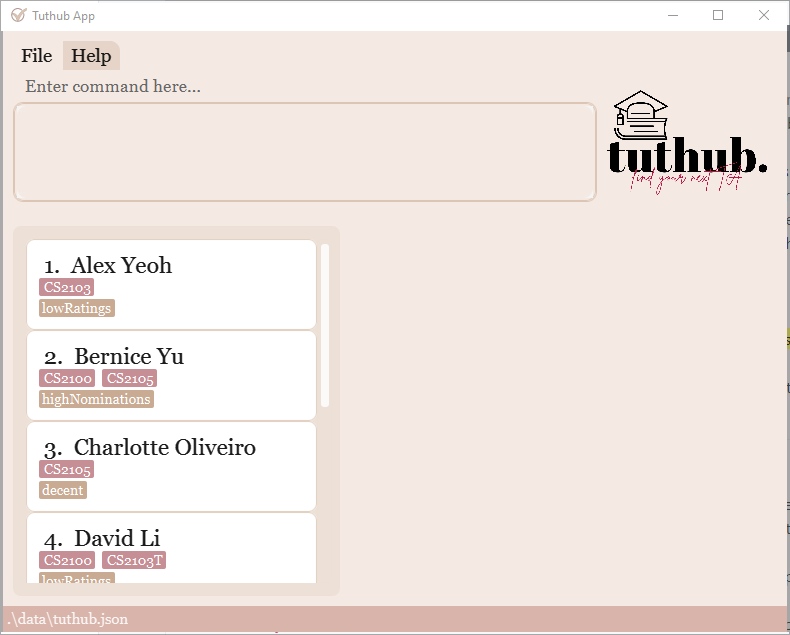 Tuthub App
File Help
Enter command here...
tuthub.
find your next TA
1. Alex Yeoh
CS2103
lowRatings
2. Bernice Yu
CS2100 CS2105
highNominations
3. Charlotte Oliveiro
CS2105
decent
4. David Li
CS2100 CS2103T
lowRatings
.\data\tuthub.json